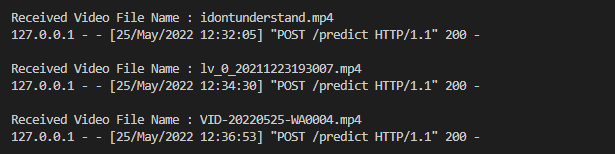 Received Video File Name : idontunderstand.mp4
127.0.0.1 - - [25/May/2022 12:32:05] "POST /predict HTTP/1.1" 200 -
Received Video File Name : lv_0_20211223193007.mp4
127.0.0.1 - - [25/May/2022 12:34:30] "POST /predict HTTP/1.1" 200 -
Received Video File Name : VID-20220525-WA0004.mp4
127.0.0.1 - - [25/May/2022 12:36:53] "POST /predict HTTP/1.1" 200 -